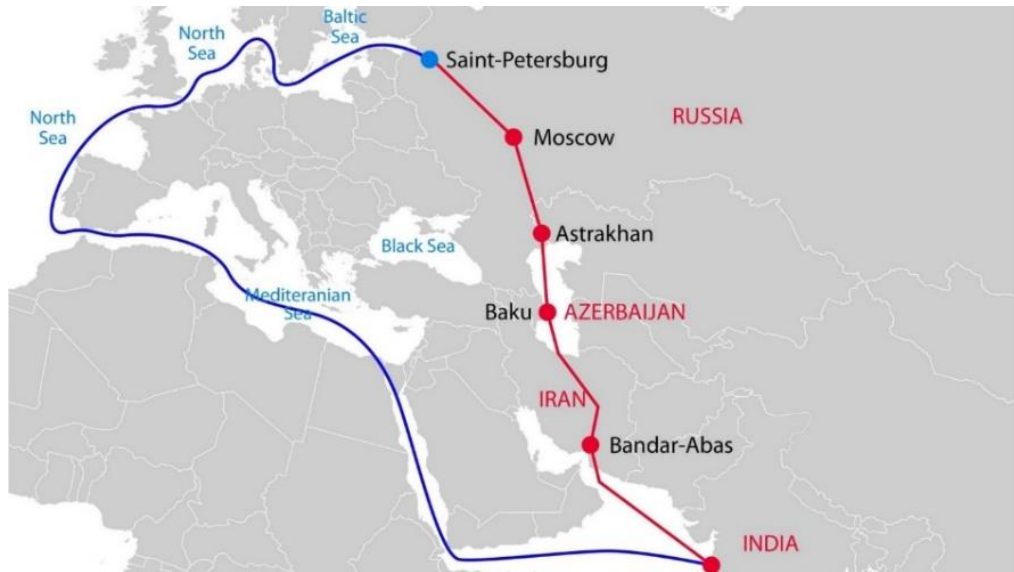 Baltic
Sea
North
Sea
Saint-Petersburg
North
Sea
RUSSIA
Moscow
Astrakhan
Black Sea
Mediteranian
Sea
Baku
AZERBAIJAN
IRAN
Bandar-Abas
INDIA